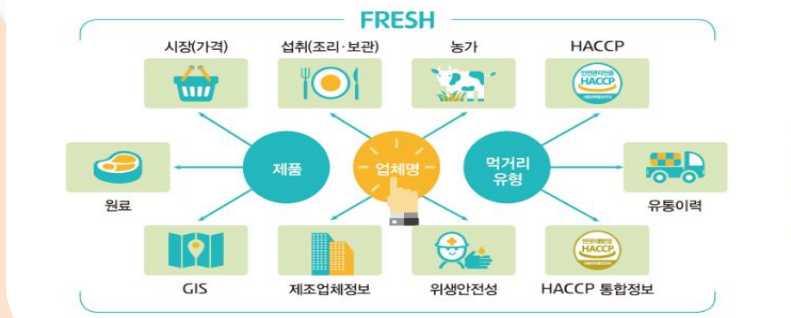 FRESH
시장(가격)
섭취(조리·보관)
농가
HACCP
HACCP
제품
업체명
먹거리
유형
원료
유통이력
HACCP
GIS
제조업체정보
위생안전성
HACCP 통합정보